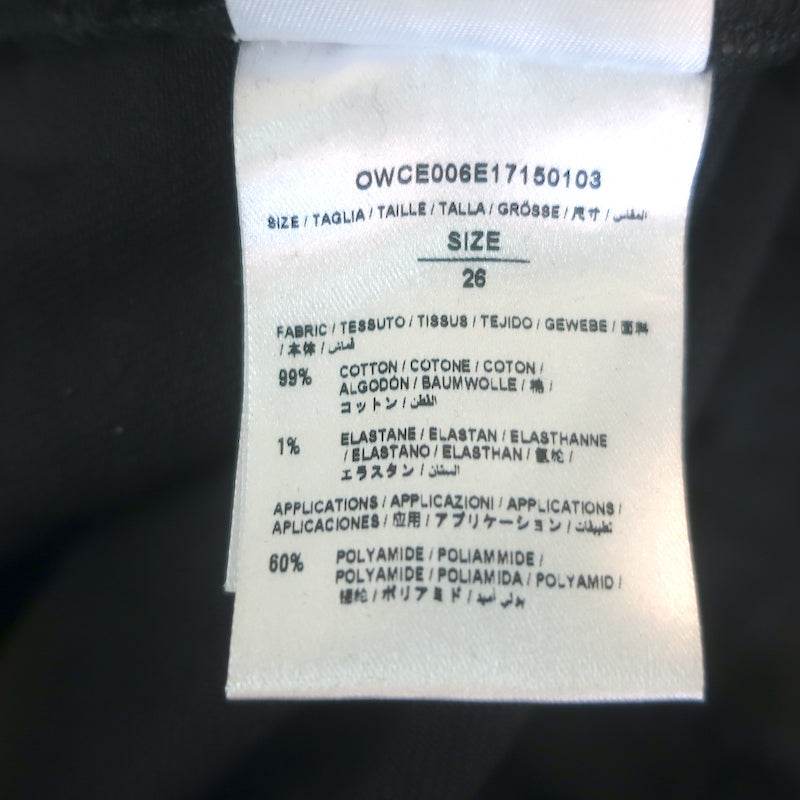 OWCE006E17150103
SIZE / TAGLIA / TAILLE / TALLA / GRÖSSE / 尺寸 / المقاس
SIZE
26
FABRIC / TESSUTO / TISSUS / TEJIDO / GEWEBE / 面料
/ 本体 / قماش
99% COTTON / COTONE / COTON /
ALGODÓN / BAUMWOLLE / 棉 /
コットン / القطن
1% ELASTANE / ELASTAN / ELASTHANNE
/ ELASTANO / ELASTHAN / 氨纶 /
エラスタン /
APPLICATIONS / APPLICAZIONI / APPLICATIONS /
APLICACIONES / 应用 / アプリケーション / تطبيقات
60% POLYAMIDE / POLIAMMIDE /
POLYAMIDE / POLIAMIDA / POLYAMID /
锦纶 / ポリアミド / بولي أميد